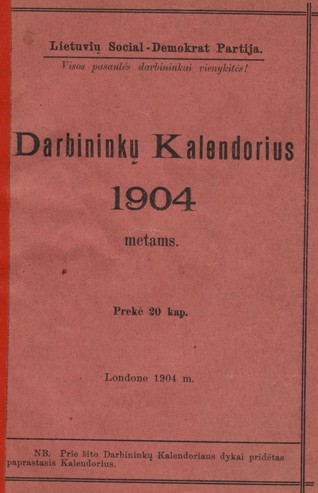 Lietuvių Social-Demokrat Partija.
Visos pasaulės darbininkai vienykitės!
Darbininkų Kalendorius
1904
metams.
Prekė 20 kap.
Londone 1904 m.
NB. Prie šito Darbininkų Kalendoriaus dykai pridėtas
paprastasis Kalendorius.